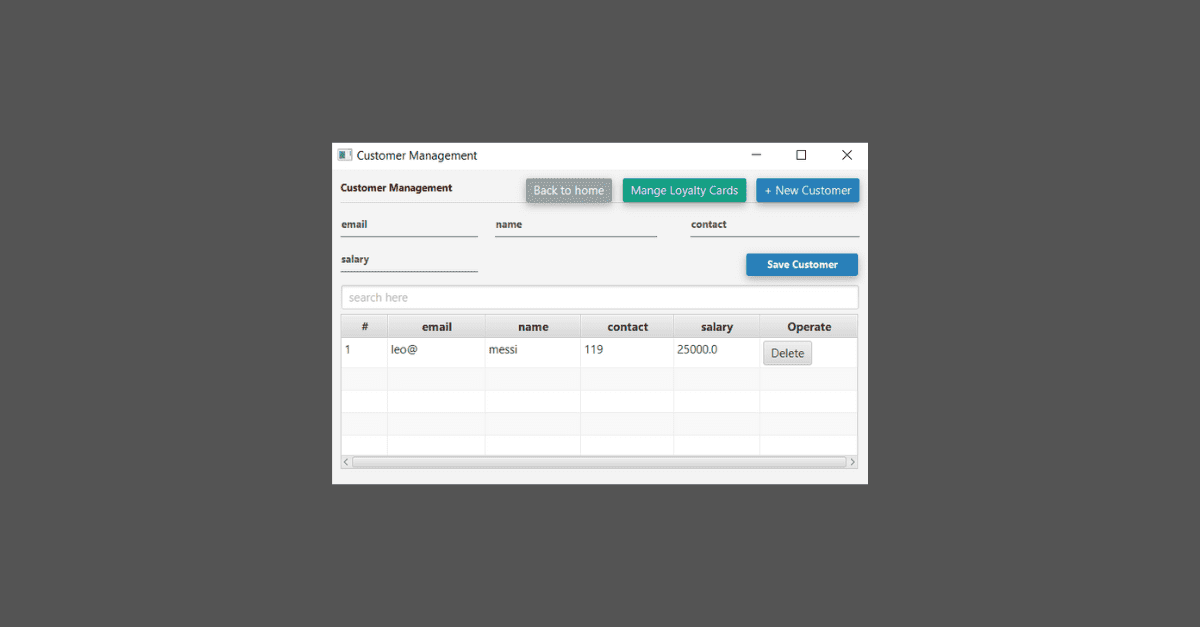 Customer Management
Customer Management Back to home Mange Loyalty Cards + New Customer
email name contact
salary Save Customer
search here
# email name contact salary Operate
1 leo@ messi 119 25000.0 Delete